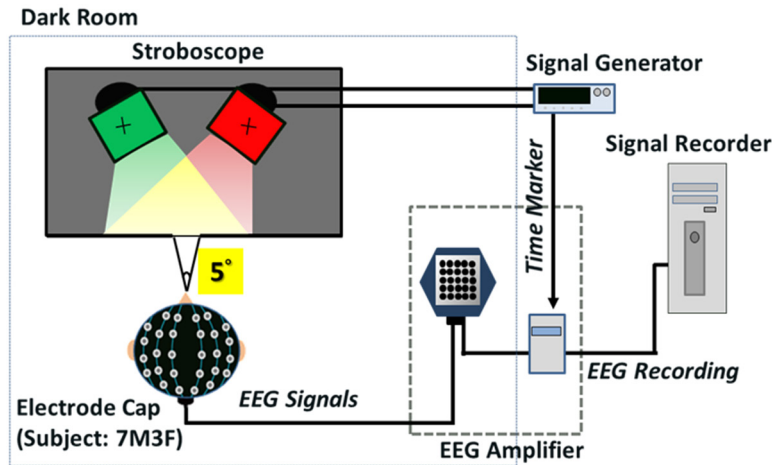 Dark Room
Stroboscope
Signal Generator
Signal Recorder
Time Marker
5°
EEG Signals
EEG Recording
Electrode Cap
(Subject: 7M3F)
EEG Amplifier